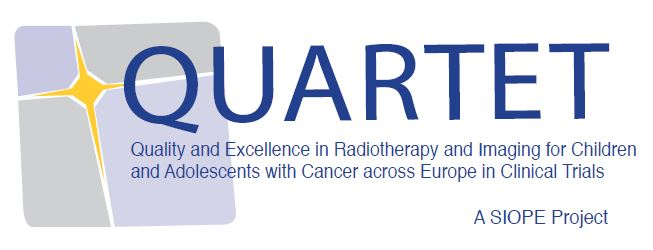 QUARTET
Quality and Excellence in Radiotherapy and Imaging for Children
and Adolescents with Cancer across Europe in Clinical Trials
A SIOPE Project